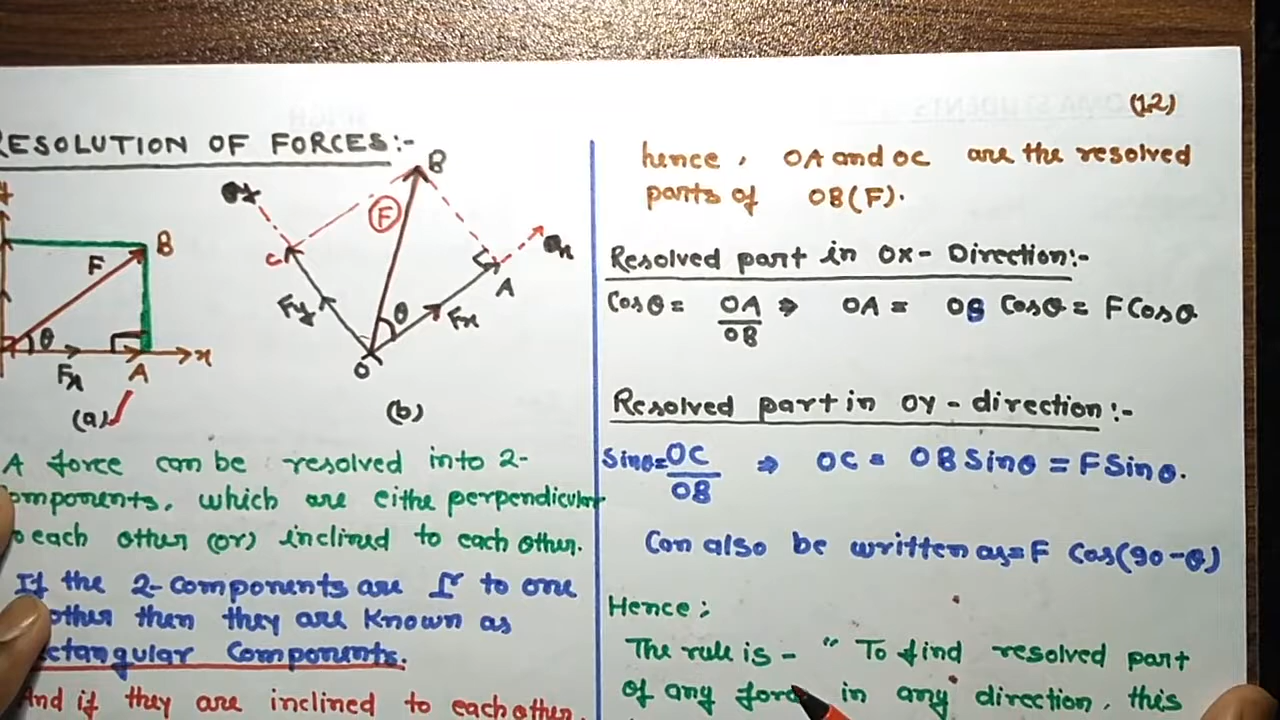 (12)
RESOLUTION OF FORCES:-
y
B
F
θ
x
Fx
A
(a)
B
F
C
A
Fy
θ
Fx
O
(b)
A force can be resolved into 2-
omponents, which are eithe perpendicular
o each other (or) inclined to each other.
If the 2-Components are ⊥r to one
other then they are known as
ctangular Components.
And if they are inclined to each other,
hence, OA and OC are the resolved
parts of OB(F).
Resolved part in Ox- Direction:-
Cosθ = OA/OB ⇒ OA = OB Cosθ = F Cosθ
Resolved part in OY-direction:-
Sinθ = OC/OB ⇒ OC = OB Sinθ = F Sinθ.
Can also be written as = F Cos(90-θ)
Hence:
The rule is - " To find resolved part
of any in any direction, this